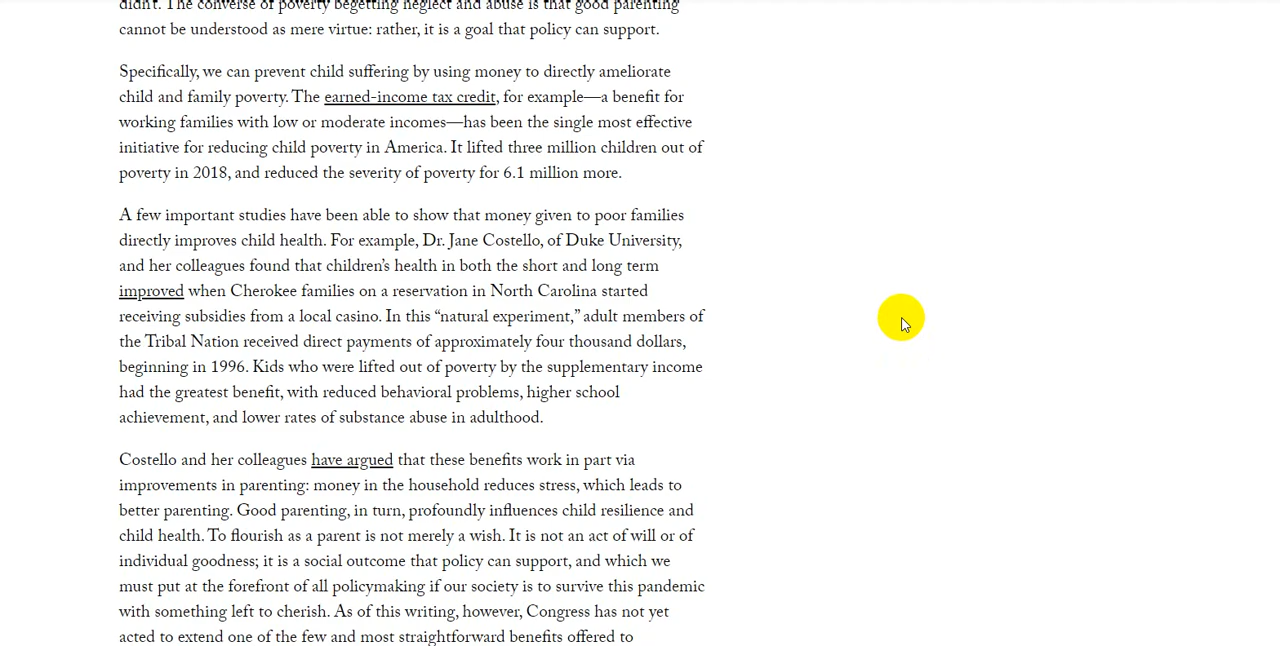 didn't. The converse of poverty begetting neglect and abuse is that good parenting
cannot be understood as mere virtue: rather, it is a goal that policy can support.
Specifically, we can prevent child suffering by using money to directly ameliorate
child and family poverty. The earned-income tax credit, for example—a benefit for
working families with low or moderate incomes—has been the single most effective
initiative for reducing child poverty in America. It lifted three million children out of
poverty in 2018, and reduced the severity of poverty for 6.1 million more.
A few important studies have been able to show that money given to poor families
directly improves child health. For example, Dr. Jane Costello, of Duke University,
and her colleagues found that children's health in both the short and long term
improved when Cherokee families on a reservation in North Carolina started
receiving subsidies from a local casino. In this “natural experiment,” adult members of
the Tribal Nation received direct payments of approximately four thousand dollars,
beginning in 1996. Kids who were lifted out of poverty by the supplementary income
had the greatest benefit, with reduced behavioral problems, higher school
achievement, and lower rates of substance abuse in adulthood.
Costello and her colleagues have argued that these benefits work in part via
improvements in parenting: money in the household reduces stress, which leads to
better parenting. Good parenting, in turn, profoundly influences child resilience and
child health. To flourish as a parent is not merely a wish. It is not an act of will or of
individual goodness; it is a social outcome that policy can support, and which we
must put at the forefront of all policymaking if our society is to survive this pandemic
with something left to cherish. As of this writing, however, Congress has not yet
acted to extend one of the few and most straightforward benefits offered to